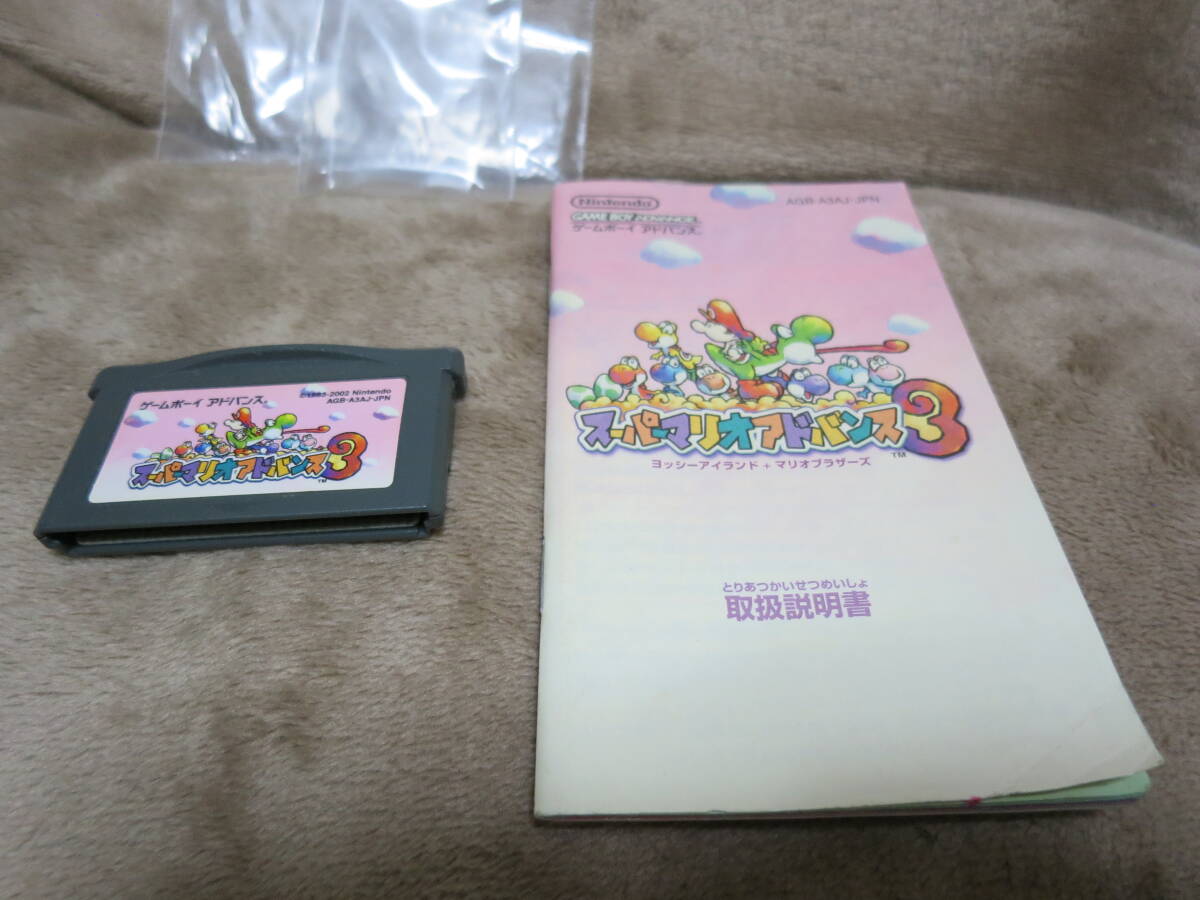 ゲームボーイ アドバンス
©1983-2002 Nintendo
AGB-A3AJ-JPN
スーパーマリオアドバンス3
TM
Nintendo
GAME BOY ADVANCE
ゲームボーイ アドバンス
AGB-A3AJ-JPN
スーパーマリオアドバンス3
TM
ヨッシーアイランド + マリオブラザーズ
とりあつかいせつめいしょ
取扱説明書